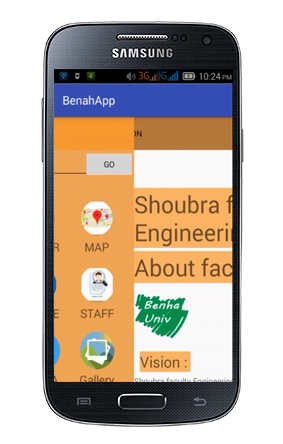 SAMSUNG
3G G 10:24 PM
BenahApp
ON
GO
MAP
STAFF
Gallery
R
E
Shoubra f
Engineerin
About fac
Benha
Univ
Vision :
Shoubra faculty Engineering